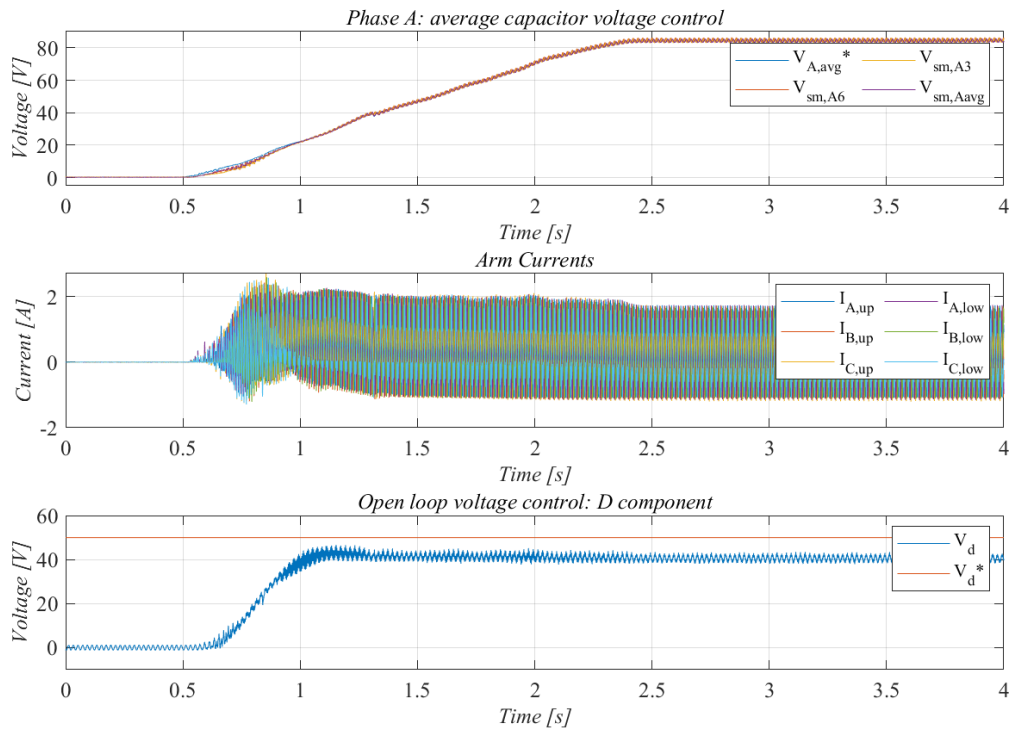 Phase A: average capacitor voltage control
Voltage [V]
80
60
40
20
0
V_A,avg* V_sm,A3
V_sm,A6 V_sm,Aavg
0 0.5 1 1.5 2 2.5 3 3.5 4
Time [s]
Arm Currents
Current [A]
2
0
-2
I_A,up I_A,low
I_B,up I_B,low
I_C,up I_C,low
0 0.5 1 1.5 2 2.5 3 3.5 4
Time [s]
Open loop voltage control: D component
Voltage [V]
60
40
20
0
V_d
V_d*
0 0.5 1 1.5 2 2.5 3 3.5 4
Time [s]